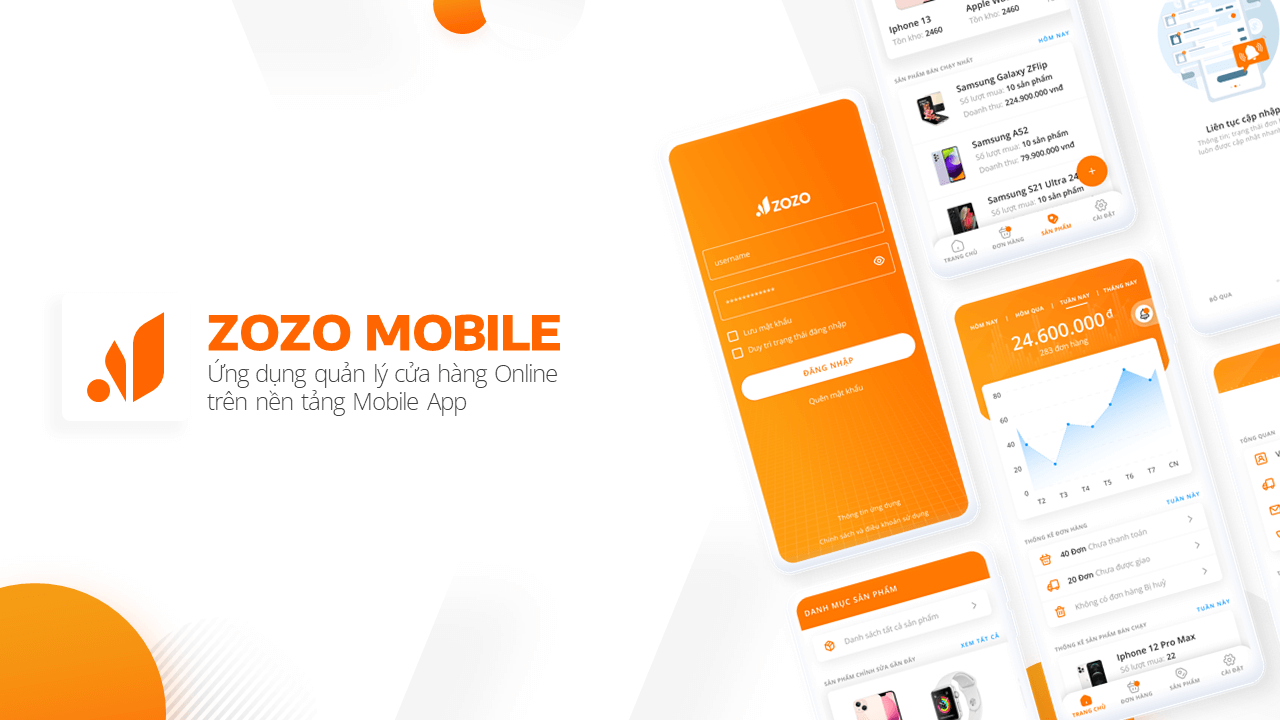 ZOZO MOBILE
Ứng dụng quản lý cửa hàng Online
trên nền tảng Mobile App
ZOZO
username
************
Lưu mật khẩu
Duy trì trạng thái đăng nhập
ĐĂNG NHẬP
Quên mật khẩu
Thông tin ứng dụng
Chính sách và điều khoản sử dụng
Iphone 13
Tồn kho: 2460
Apple Wa
Tồn kho: 2460
SẢN PHẨM BÁN CHẠY NHẤT
HÔM NAY
Samsung Galaxy ZFlip
Số lượt mua: 10 sản phẩm
Doanh thu: 224.900.000 vnđ
Samsung A52
Số lượt mua: 10 sản phẩm
Doanh thu: 79.900.000 vnđ
Samsung S21 Ultra 24
Số lượt mua: 10 sản phẩm
+
TRANG CHỦ
ĐƠN HÀNG
SẢN PHẨM
CÀI ĐẶT
Liên tục cập nhập
Thông tin, trạng thái đơn
luôn được cập nhật nhanh
BỎ QUA
HÔM NAY | HÔM QUA | TUẦN NAY | THÁNG NAY
24.600.000 đ
283 đơn hàng
80
60
40
20
0
T2 T3 T4 T5 T6 T7 CN
THỐNG KÊ ĐƠN HÀNG
TUẦN NÀY
40 Đơn Chưa thanh toán
20 Đơn Chưa được giao
Không có đơn hàng Bị huỷ
THỐNG KÊ SẢN PHẨM BÁN CHẠY
TUẦN NÀY
Iphone 12 Pro Max
Số lượt mua: 22
TRANG CHỦ
ĐƠN HÀNG
SẢN PHẨM
CÀI ĐẶT
DANH MỤC SẢN PHẨM
Danh sách tất cả sản phẩm
SẢN PHẨM CHỈNH SỬA GẦN ĐÂY
XEM TẤT CẢ
TỔNG QUAN
V